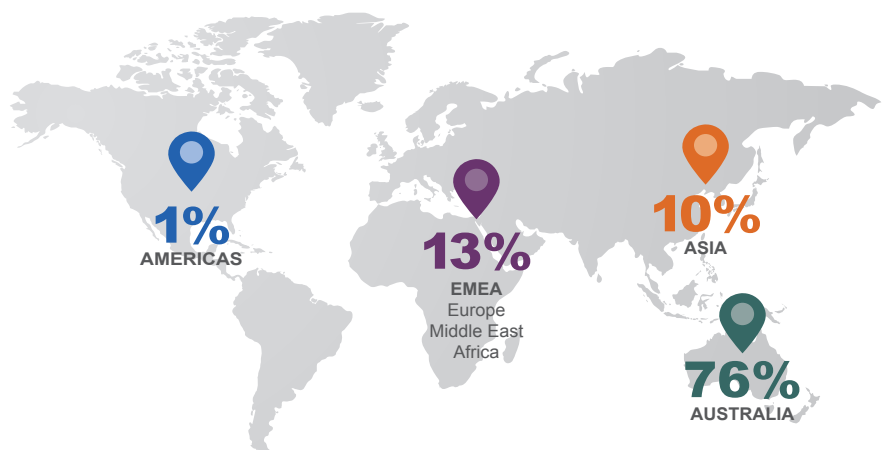 1%
AMERICAS
13%
EMEA
Europe
Middle East
Africa
10%
ASIA
76%
AUSTRALIA